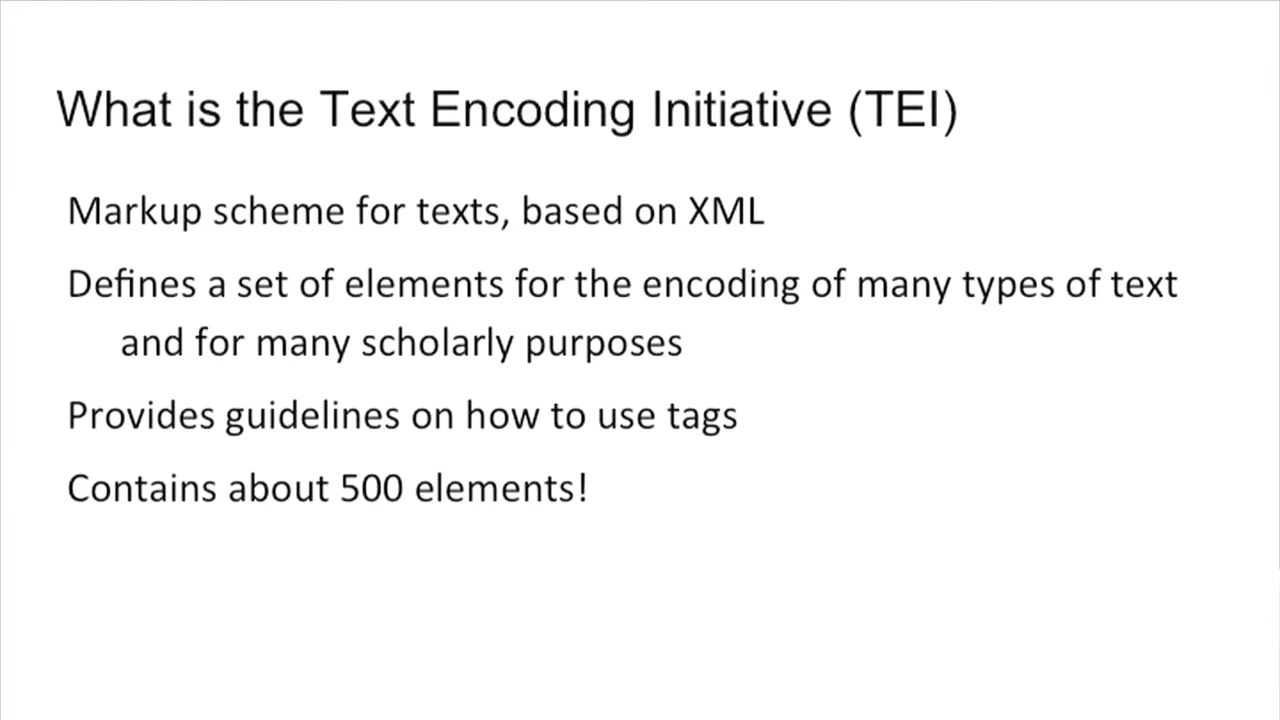 What is the Text Encoding Initiative (TEI)
Markup scheme for texts, based on XML
Defines a set of elements for the encoding of many types of text
and for many scholarly purposes
Provides guidelines on how to use tags
Contains about 500 elements!